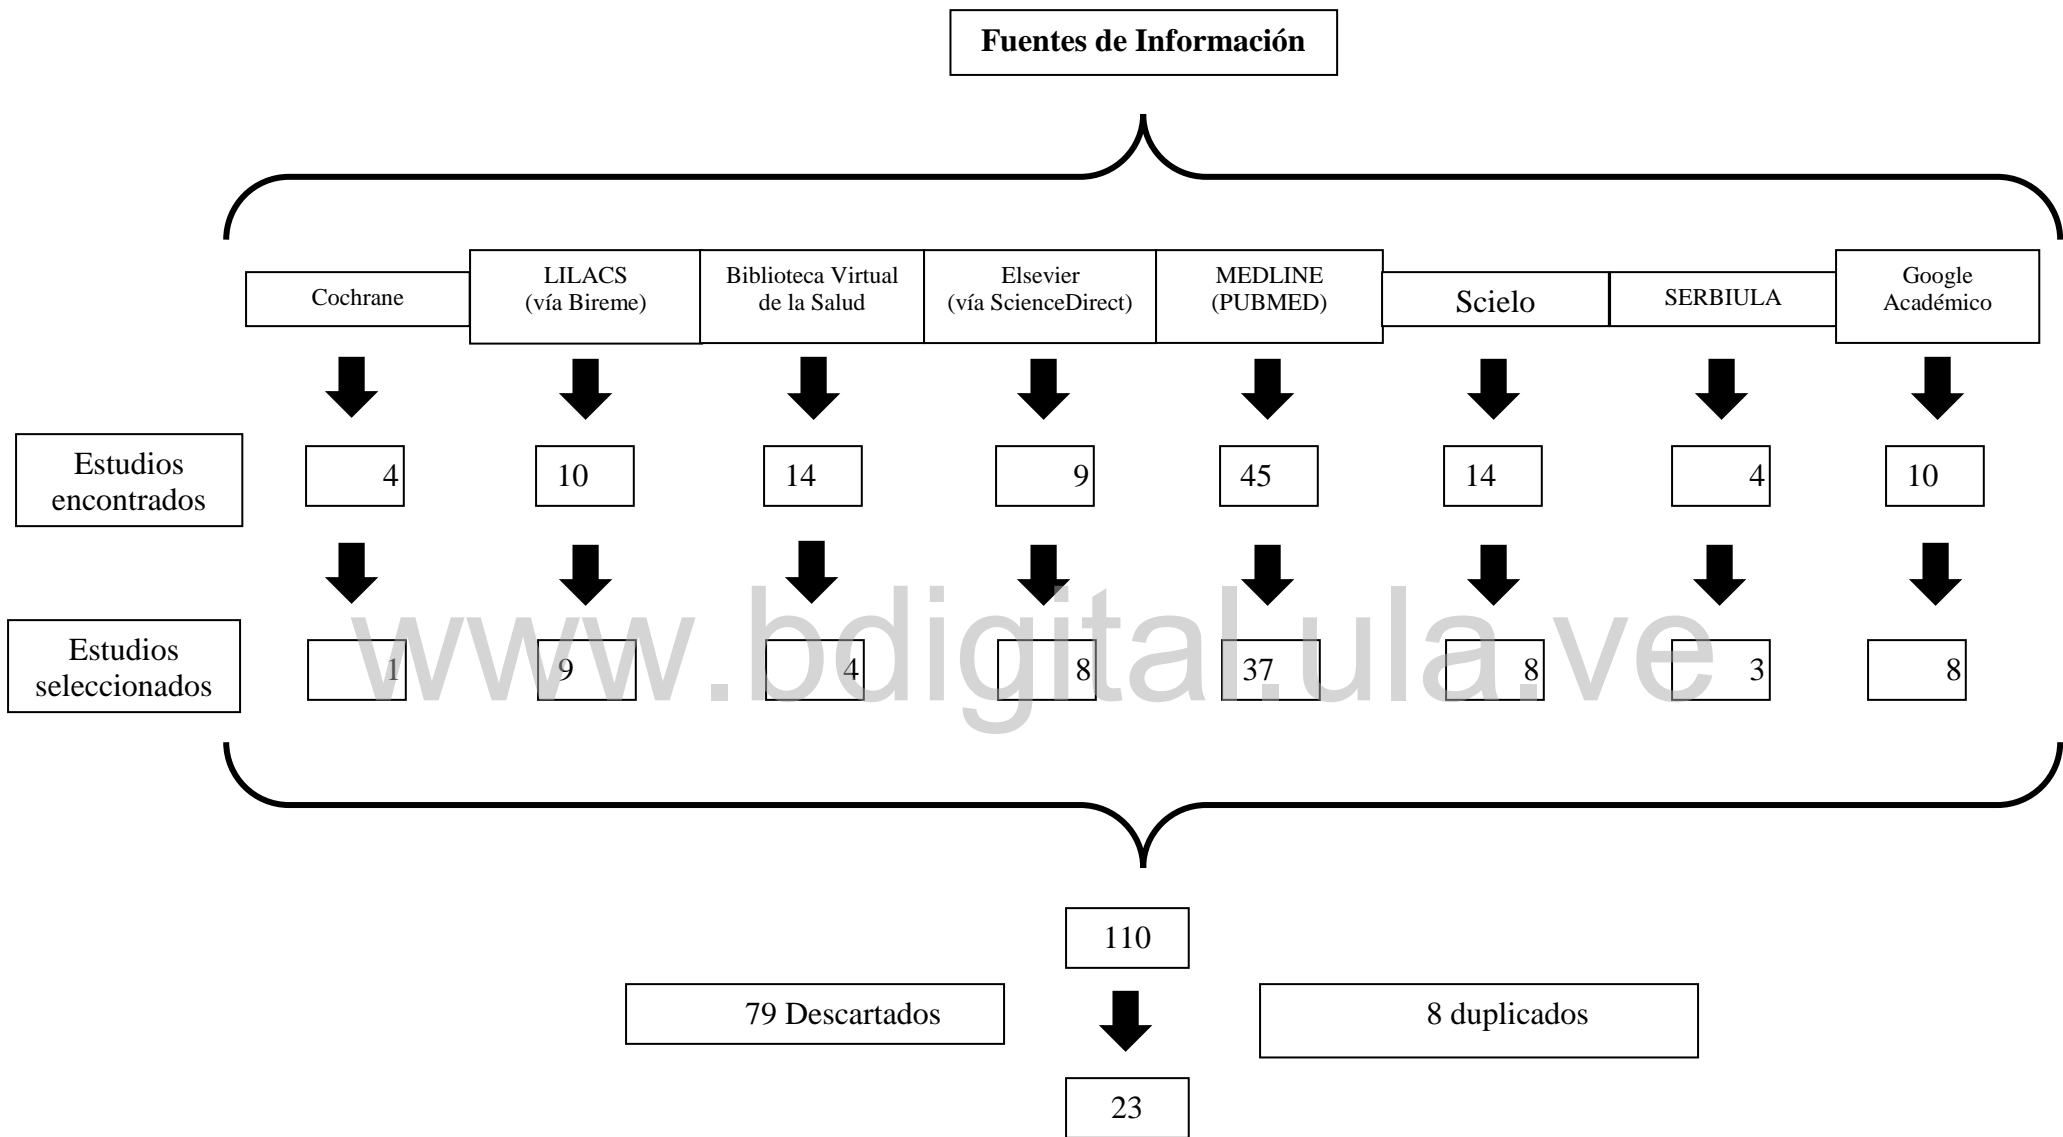 Fuentes de Información
Cochrane
LILACS
(vía Bireme)
Biblioteca Virtual
de la Salud
Elsevier
(vía ScienceDirect)
MEDLINE
(PUBMED)
Scielo
SERBIULA
Google
Académico
Estudios
encontrados
4
10
14
9
45
14
4
10
Estudios
seleccionados
1
9
4
8
37
8
3
8
www.bdigital.ula.ve
110
79 Descartados
8 duplicados
23